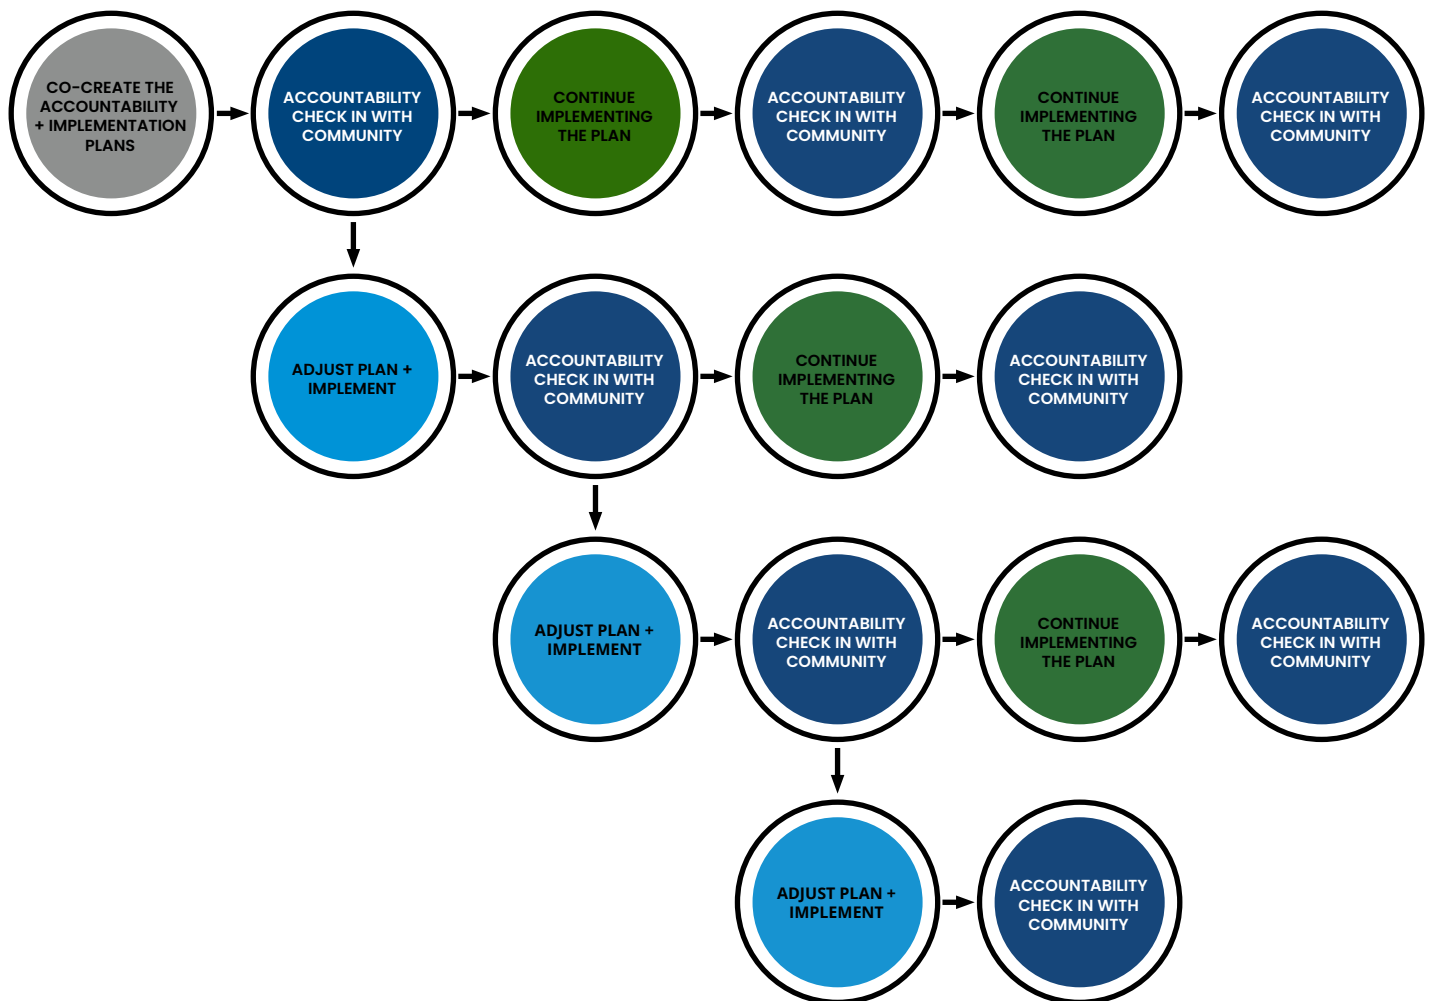 CO-CREATE THE
ACCOUNTABILITY
+ IMPLEMENTATION
PLANS
ACCOUNTABILITY
CHECK IN WITH
COMMUNITY
CONTINUE
IMPLEMENTING
THE PLAN
ACCOUNTABILITY
CHECK IN WITH
COMMUNITY
CONTINUE
IMPLEMENTING
THE PLAN
ACCOUNTABILITY
CHECK IN WITH
COMMUNITY
ADJUST PLAN +
IMPLEMENT
ACCOUNTABILITY
CHECK IN WITH
COMMUNITY
CONTINUE
IMPLEMENTING
THE PLAN
ACCOUNTABILITY
CHECK IN WITH
COMMUNITY
ADJUST PLAN +
IMPLEMENT
ACCOUNTABILITY
CHECK IN WITH
COMMUNITY
CONTINUE
IMPLEMENTING
THE PLAN
ACCOUNTABILITY
CHECK IN WITH
COMMUNITY
ADJUST PLAN +
IMPLEMENT
ACCOUNTABILITY
CHECK IN WITH
COMMUNITY